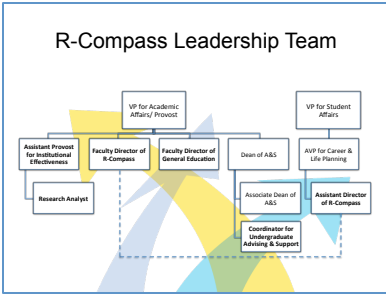 R-Compass Leadership Team
VP for Academic
Affairs/ Provost
VP for Student
Affairs
Assistant Provost
for Institutional
Effectiveness
Faculty Director of
R-Compass
Faculty Director of
General Education
Dean of A&S
AVP for Career &
Life Planning
Research Analyst
Associate Dean of
A&S
Assistant Director
of R-Compass
Coordinator for
Undergraduate
Advising & Support